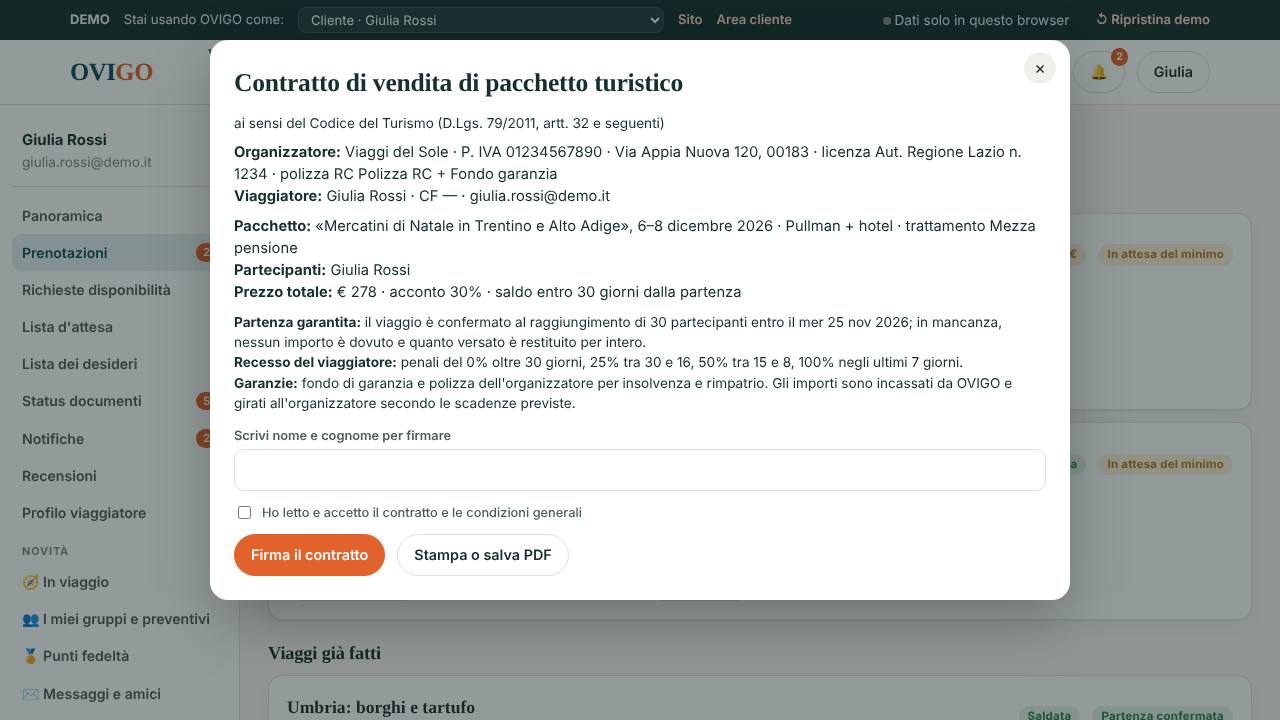 DEMO Stai usando OVIGO come: Cliente · Giulia Rossi Sito Area cliente Dati solo in questo browser Ripristina demo
OVIGO
2
Giulia
Giulia Rossi
giulia.rossi@demo.it
Panoramica
Prenotazioni 2
Richieste disponibilità
Lista d'attesa
Lista dei desideri
Status documenti 5
Notifiche 2
Recensioni
Profilo viaggiatore
NOVITÀ
In viaggio
I miei gruppi e preventivi
Punti fedeltà
Messaggi e amici
Contratto di vendita di pacchetto turistico
ai sensi del Codice del Turismo (D.Lgs. 79/2011, artt. 32 e seguenti)
Organizzatore: Viaggi del Sole · P. IVA 01234567890 · Via Appia Nuova 120, 00183 · licenza Aut. Regione Lazio n.
1234 · polizza RC Polizza RC + Fondo garanzia
Viaggiatore: Giulia Rossi · CF — · giulia.rossi@demo.it
Pacchetto: «Mercatini di Natale in Trentino e Alto Adige», 6–8 dicembre 2026 · Pullman + hotel · trattamento Mezza
pensione
Partecipanti: Giulia Rossi
Prezzo totale: € 278 · acconto 30% · saldo entro 30 giorni dalla partenza
Partenza garantita: il viaggio è confermato al raggiungimento di 30 partecipanti entro il mer 25 nov 2026; in mancanza,
nessun importo è dovuto e quanto versato è restituito per intero.
Recesso del viaggiatore: penali del 0% oltre 30 giorni, 25% tra 30 e 16, 50% tra 15 e 8, 100% negli ultimi 7 giorni.
Garanzie: fondo di garanzia e polizza dell'organizzatore per insolvenza e rimpatrio. Gli importi sono incassati da OVIGO e
girati all'organizzatore secondo le scadenze previste.
Scrivi nome e cognome per firmare
Ho letto e accetto il contratto e le condizioni generali
Firma il contratto Stampa o salva PDF
€ In attesa del minimo
In attesa del minimo
Viaggi già fatti
Umbria: borghi e tartufo
Saldata Partenza confermata